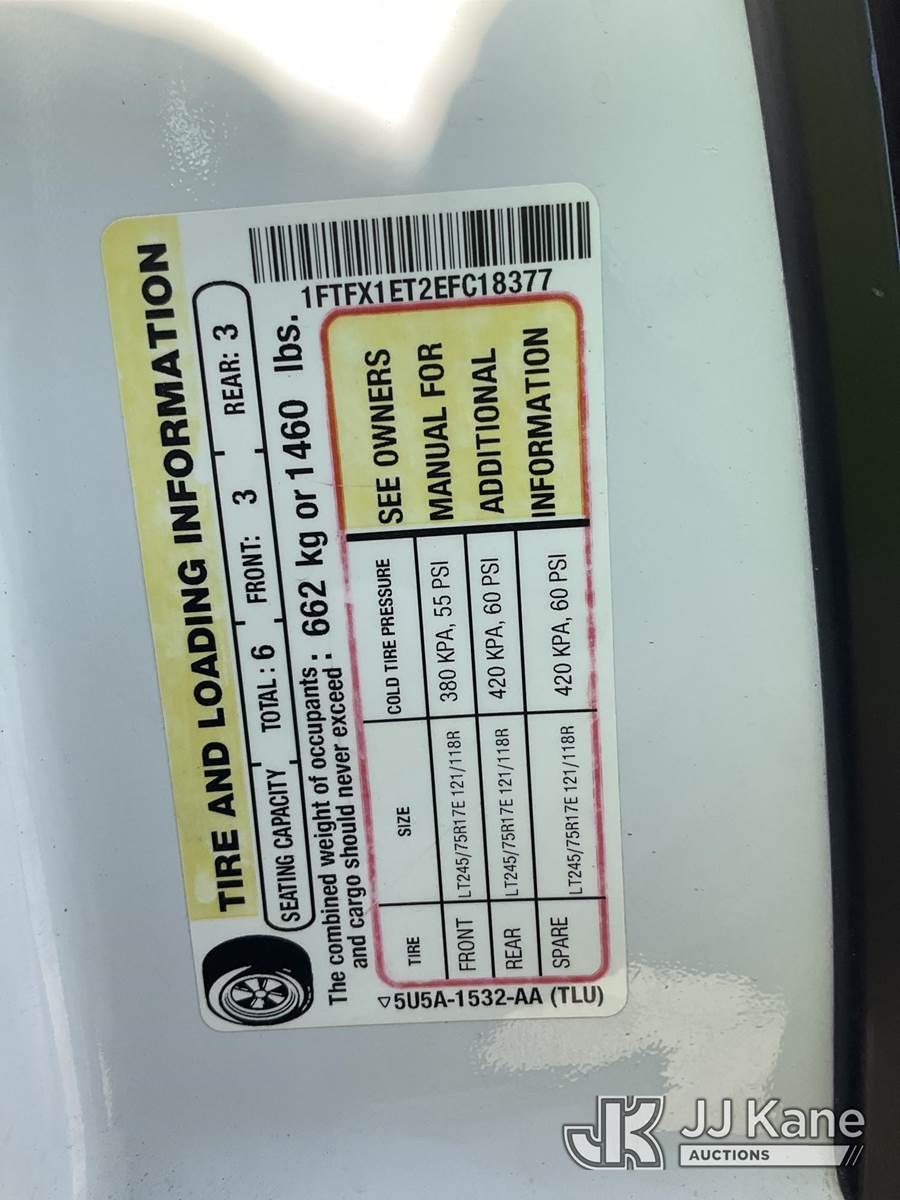 TIRE AND LOADING INFORMATION
SEATING CAPACITY TOTAL : 6 FRONT: 3 REAR: 3
The combined weight of occupants : 662 kg or 1460 lbs.
and cargo should never exceed
1FTFX1ET2EFC18377
TIRE SIZE COLD TIRE PRESSURE
FRONT LT245/75R17E 121/118R 380 KPA, 55 PSI
REAR LT245/75R17E 121/118R 420 KPA, 60 PSI
SPARE LT245/75R17E 121/118R 420 KPA, 60 PSI
SEE OWNERS
MANUAL FOR
ADDITIONAL
INFORMATION
5U5A-1532-AA (TLU)
JK JJ Kane
AUCTIONS